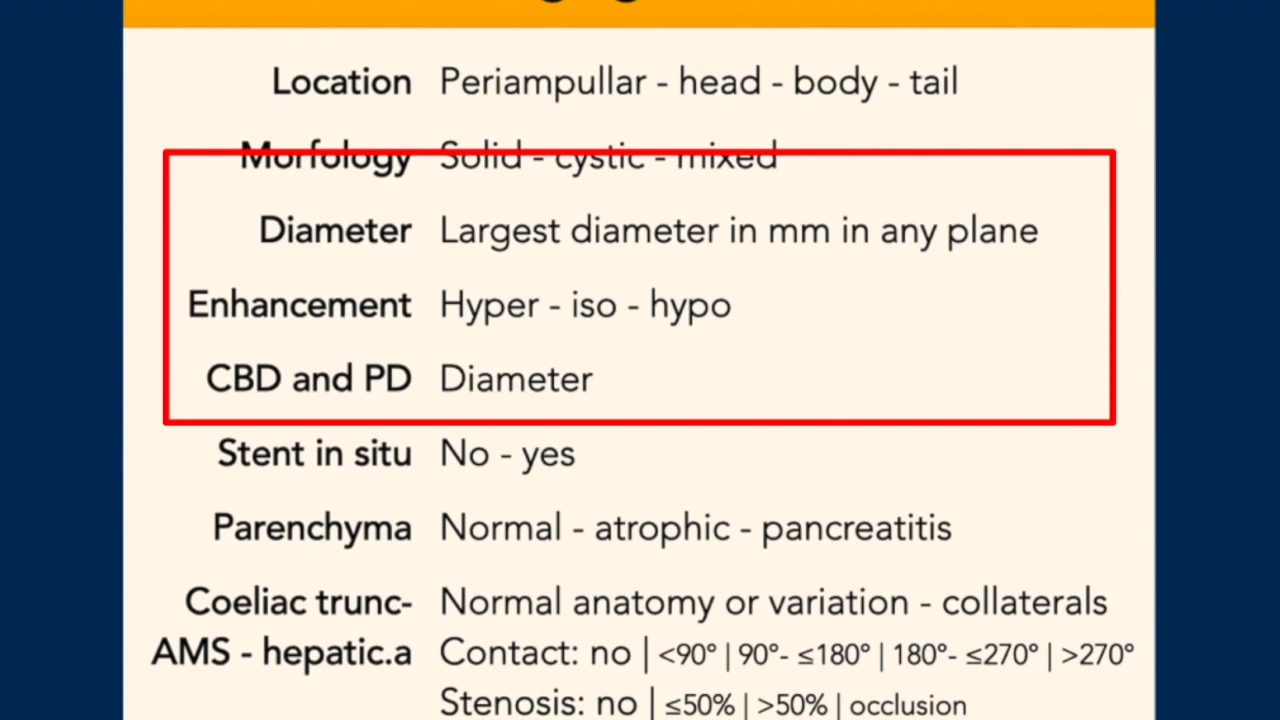 Location Periampullar - head - body - tail
Morfology Solid - cystic - mixed
Diameter Largest diameter in mm in any plane
Enhancement Hyper - iso - hypo
CBD and PD Diameter
Stent in situ No - yes
Parenchyma Normal - atrophic - pancreatitis
Coeliac trunc- Normal anatomy or variation - collaterals
AMS - hepatic.a Contact: no | <90° | 90°- ≤180° | 180°- ≤270° | >270°
Stenosis: no | ≤50% | >50% | occlusion